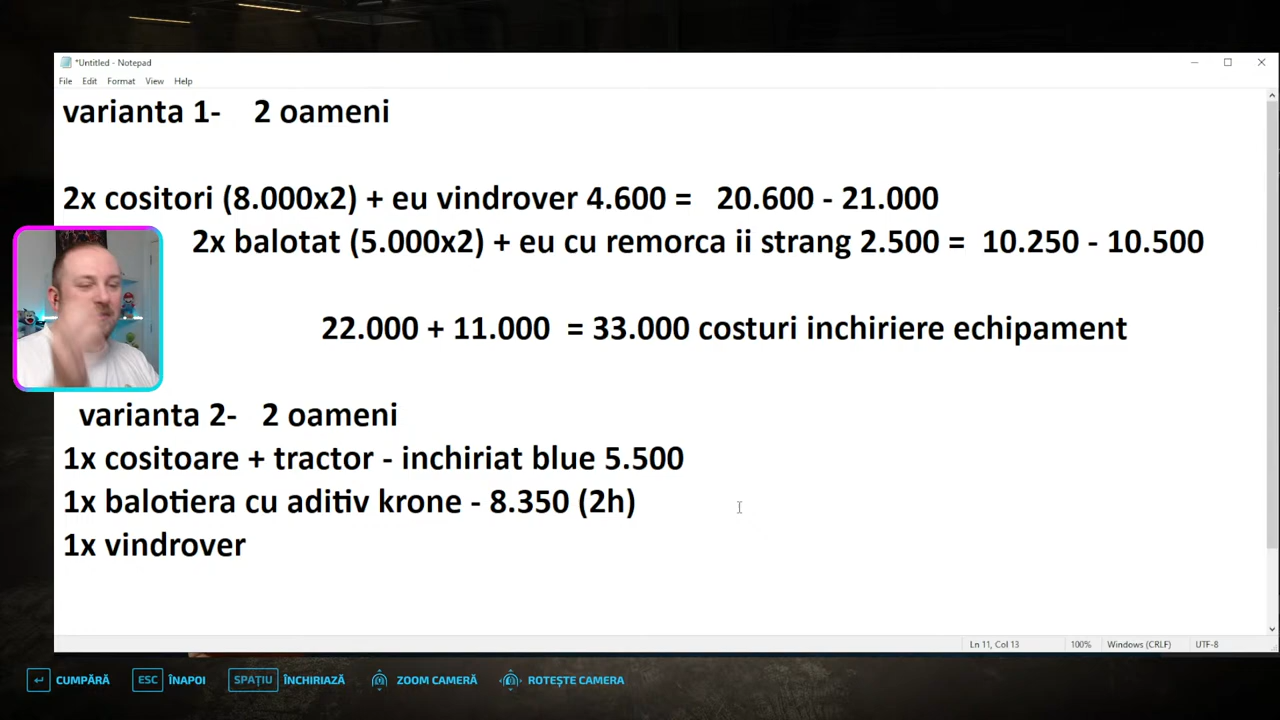 *Untitled - Notepad
File Edit Format View Help
varianta 1- 2 oameni
2x cositori (8.000x2) + eu vindrover 4.600 = 20.600 - 21.000
2x balotat (5.000x2) + eu cu remorca ii strang 2.500 = 10.250 - 10.500
22.000 + 11.000 = 33.000 costuri inchiriere echipament
varianta 2- 2 oameni
1x cositoare + tractor - inchiriat blue 5.500
1x balotiera cu aditiv krone - 8.350 (2h)
1x vindrover
Ln 11, Col 13 100% Windows (CRLF) UTF-8
CUMPĂRĂ ESC ÎNAPOI SPAŢIU ÎNCHIRIAZĂ ZOOM CAMERĂ ROTEŞTE CAMERA